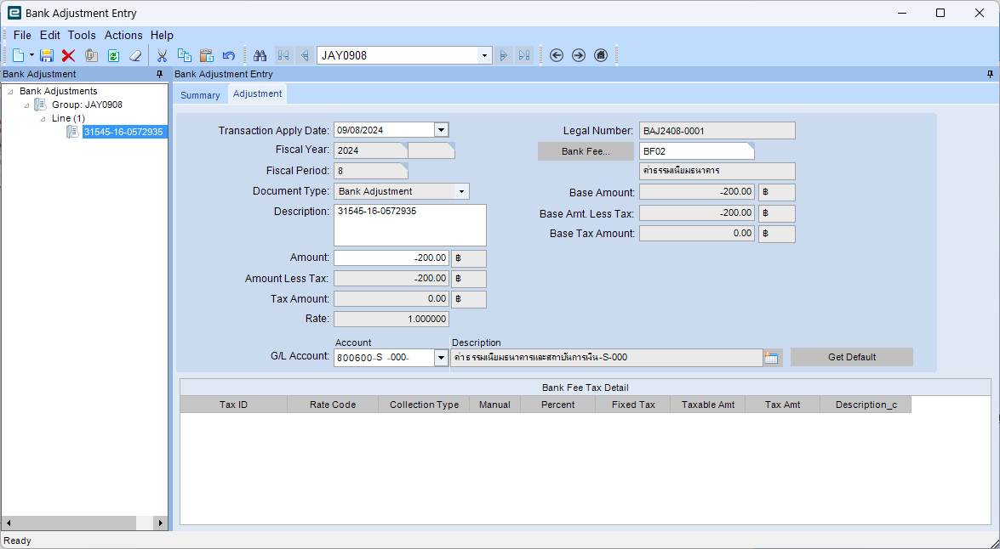 Bank Adjustment Entry
File Edit Tools Actions Help
JAY0908
Bank Adjustment
Bank Adjustments
Group: JAY0908
Line (1)
31545-16-0572935
Bank Adjustment Entry
Summary Adjustment
Transaction Apply Date: 09/08/2024
Fiscal Year: 2024
Fiscal Period: 8
Document Type: Bank Adjustment
Description: 31545-16-0572935
Amount: -200.00 ฿
Amount Less Tax: -200.00 ฿
Tax Amount: 0.00 ฿
Rate: 1.000000
Legal Number: BAJ2408-0001
Bank Fee... BF02
ค่าธรรมเนียมธนาคาร
Base Amount: -200.00 ฿
Base Amt. Less Tax: -200.00 ฿
Base Tax Amount: 0.00 ฿
Account Description
G/L Account: 800600-S -000- ค่าธรรมเนียมธนาคารและสถาบันการเงิน-S-000 Get Default
Bank Fee Tax Detail
Tax ID Rate Code Collection Type Manual Percent Fixed Tax Taxable Amt Tax Amt Description_c
Ready